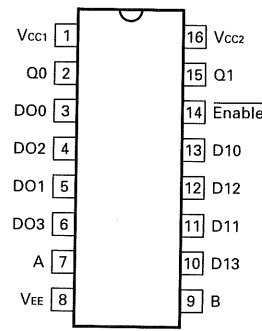 VCC1 1 16 VCC2
Q0 2 15 Q1
DO0 3 14 Enable
DO2 4 13 D10
DO1 5 12 D12
DO3 6 11 D11
A 7 10 D13
VEE 8 9 B